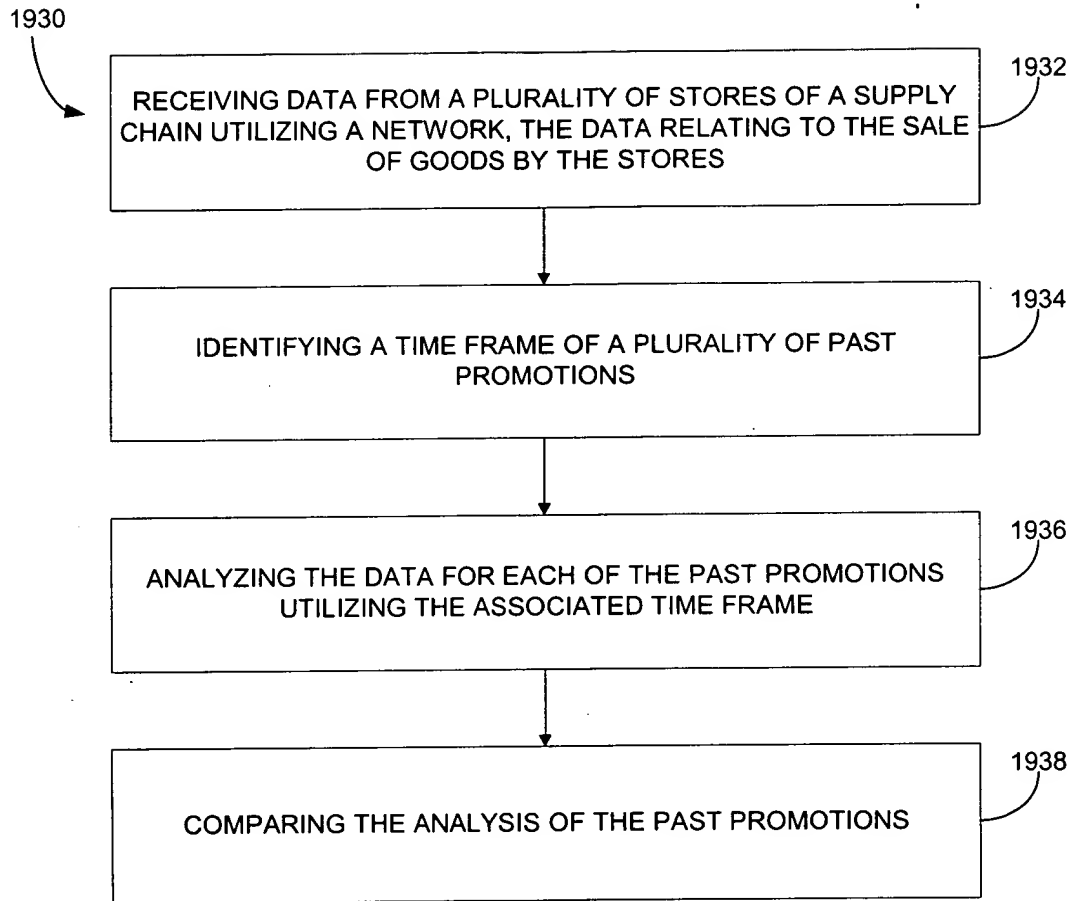 1930
1932
RECEIVING DATA FROM A PLURALITY OF STORES OF A SUPPLY
CHAIN UTILIZING A NETWORK, THE DATA RELATING TO THE SALE
OF GOODS BY THE STORES
1934
IDENTIFYING A TIME FRAME OF A PLURALITY OF PAST
PROMOTIONS
1936
ANALYZING THE DATA FOR EACH OF THE PAST PROMOTIONS
UTILIZING THE ASSOCIATED TIME FRAME
1938
COMPARING THE ANALYSIS OF THE PAST PROMOTIONS